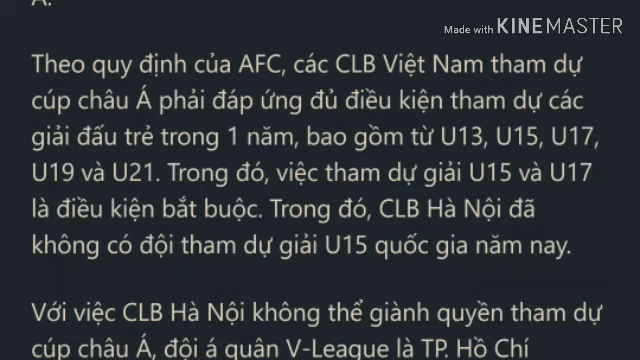 Á.
Made with KINEMASTER
Theo quy định của AFC, các CLB Việt Nam tham dự
cúp châu Á phải đáp ứng đủ điều kiện tham dự các
giải đấu trẻ trong 1 năm, bao gồm từ U13, U15, U17,
U19 và U21. Trong đó, việc tham dự giải U15 và U17
là điều kiện bắt buộc. Trong đó, CLB Hà Nội đã
không có đội tham dự giải U15 quốc gia năm nay.
Với việc CLB Hà Nội không thể giành quyền tham dự
cúp châu Á, đội á quân V-League là TP. Hồ Chí